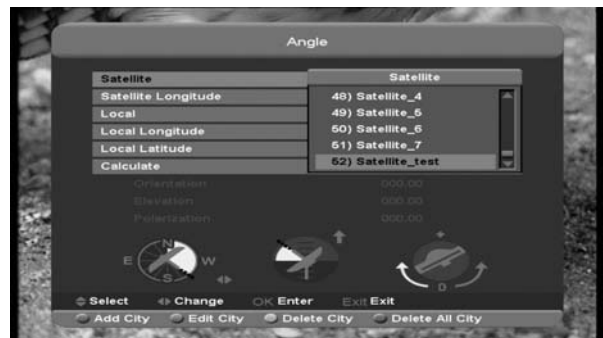 Angle
Satellite
Satellite
Satellite Longitude
48) Satellite_4
Local
49) Satellite_5
Local Longitude
50) Satellite_6
Local Latitude
51) Satellite_7
Calculate
52) Satellite_test
Orientation 000.00
Elevation 000.00
Polarization 000.00
N
E W
S
D
Select Change OK Enter Exit Exit
Add City Edit City Delete City Delete All City